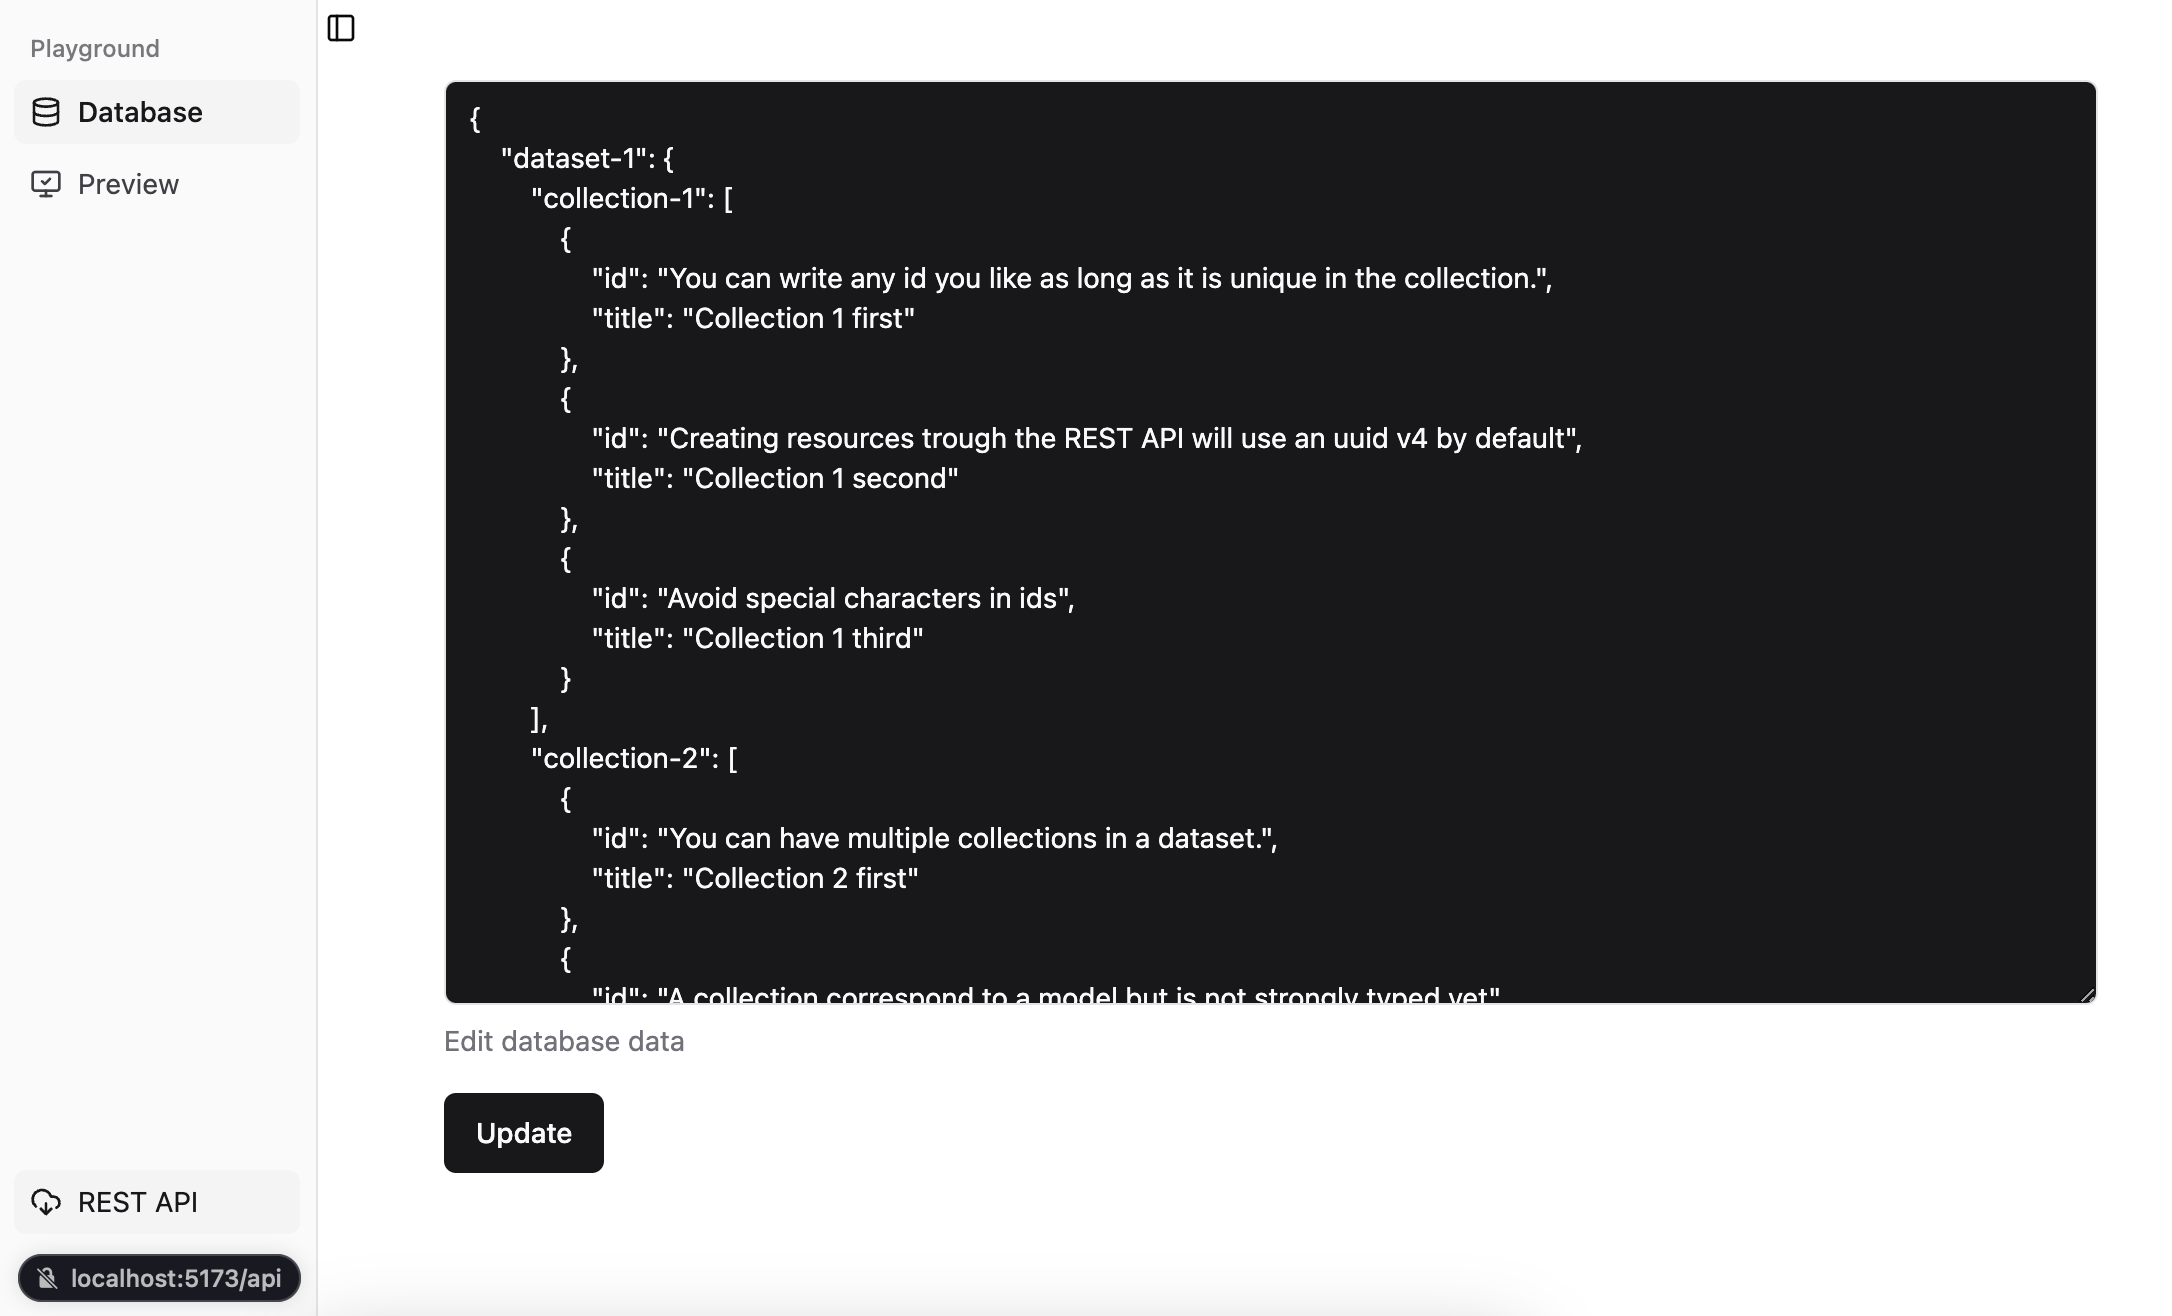 Playground
Database
Preview
{
"dataset-1": {
"collection-1": [
{
"id": "You can write any id you like as long as it is unique in the collection.",
"title": "Collection 1 first"
},
{
"id": "Creating resources trough the REST API will use an uuid v4 by default",
"title": "Collection 1 second"
},
{
"id": "Avoid special characters in ids",
"title": "Collection 1 third"
}
],
"collection-2": [
{
"id": "You can have multiple collections in a dataset.",
"title": "Collection 2 first"
},
{
"id": "A collection correspond to a model but is not strongly typed yet"
Edit database data
Update
REST API
localhost:5173/api